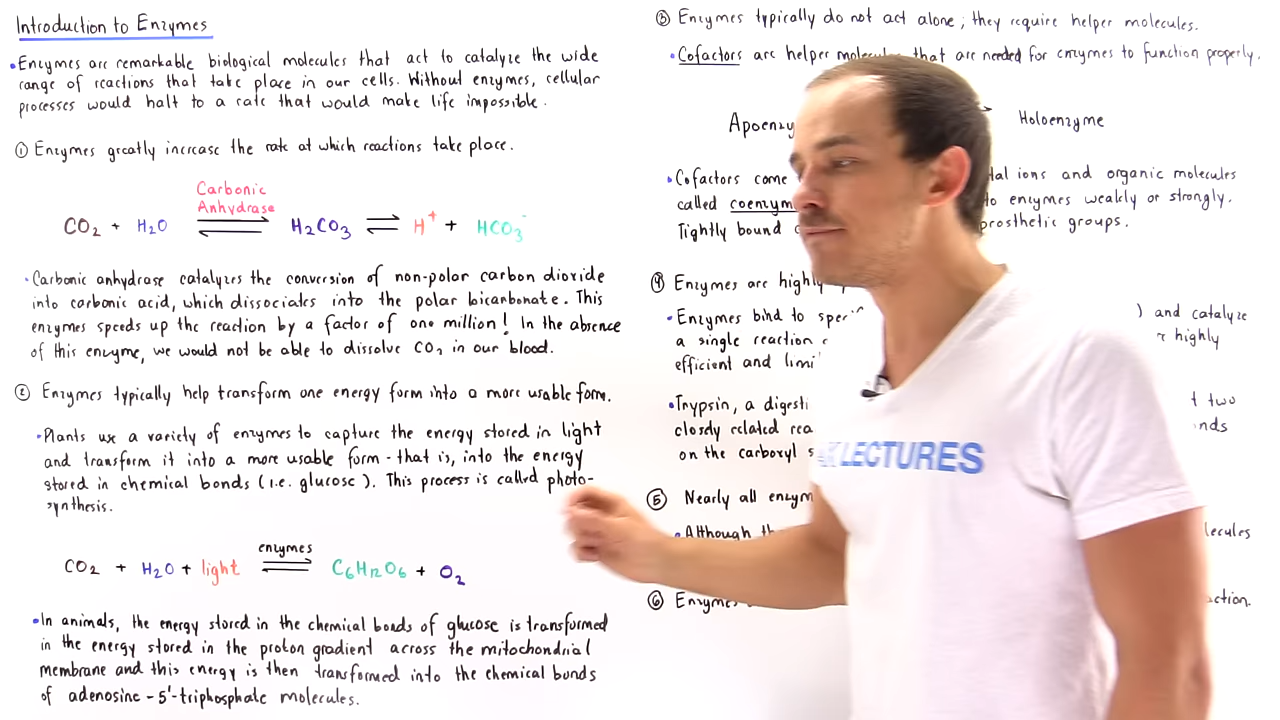 Introduction to Enzymes
• Enzymes are remarkable biological molecules that act to catalyze the wide
range of reactions that take place in our cells. Without enzymes, cellular
processes would halt to a rate that would make life impossible.
① Enzymes greatly increase the rate at which reactions take place.
Carbonic
Anhydrase
CO₂ + H₂O ⇌ H₂CO₃ ⇌ H⁺ + HCO₃⁻
• Carbonic anhydrase catalyzes the conversion of non-polar carbon dioxide
into carbonic acid, which dissociates into the polar bicarbonate. This
enzymes speeds up the reaction by a factor of one million! In the absence
of this enzyme, we would not be able to dissolve CO₂ in our blood.
② Enzymes typically help transform one energy form into a more usable form.
• Plants use a variety of enzymes to capture the energy stored in light
and transform it into a more usable form - that is, into the energy
stored in chemical bonds (i.e. glucose). This process is called photo-
synthesis.
enzymes
CO₂ + H₂O + light ⇌ C₆H₁₂O₆ + O₂
• In animals, the energy stored in the chemical bonds of glucose is transformed
in the energy stored in the proton gradient across the mitochondrial
membrane and this energy is then transformed into the chemical bonds
of adenosine-5'-triphosphate molecules.
③ Enzymes typically do not act alone; they require helper molecules.
• Cofactors are helper molecules that are needed for enzymes to function properly.
Apoenzy → Holoenzyme
• Cofactors come tal ions and organic molecules
called coenzym to enzymes weakly or strongly.
Tightly bound prosthetic groups.
④ Enzymes are highly
• Enzymes bind to speci ) and catalyze
a single reaction highly
efficient and limi
• Trypsin, a digesti t two
closely related rea nds
on the carboxyl s
⑤ Nearly all enzym
• Although th lecules
⑥ Enzymes ction.
AK LECTURES